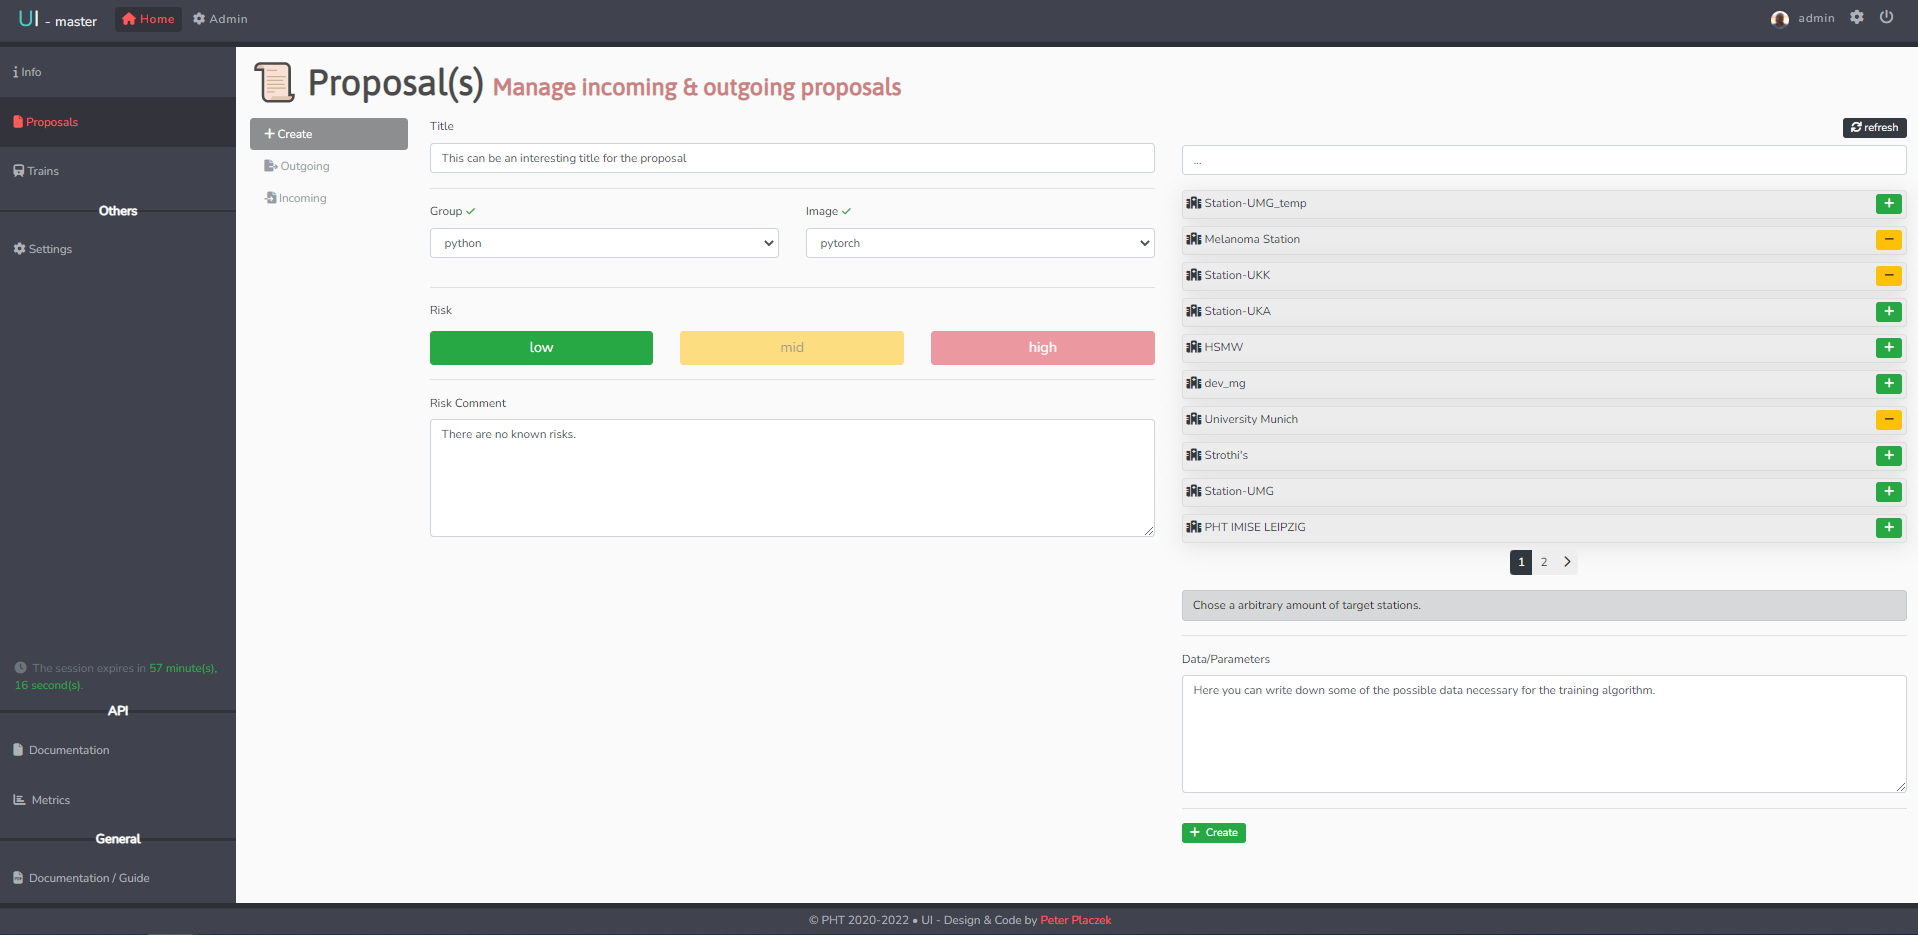 UI - master
Home
Admin
admin
Info
Proposals
Trains
Others
Settings
The session expires in 57 minute(s),
16 second(s).
API
Documentation
Metrics
General
Documentation / Guide
Proposal(s) Manage incoming & outgoing proposals
Create
Outgoing
Incoming
Title
This can be an interesting title for the proposal
Group
python
Image
pytorch
Risk
low
mid
high
Risk Comment
There are no known risks.
refresh
...
Station-UMG_temp
Melanoma Station
Station-UKK
Station-UKA
HSMW
dev_mg
University Munich
Strothi's
Station-UMG
PHT IMISE LEIPZIG
1 2
Chose a arbitrary amount of target stations.
Data/Parameters
Here you can write down some of the possible data necessary for the training algorithm.
Create
© PHT 2020-2022 • UI - Design & Code by Peter Placzek